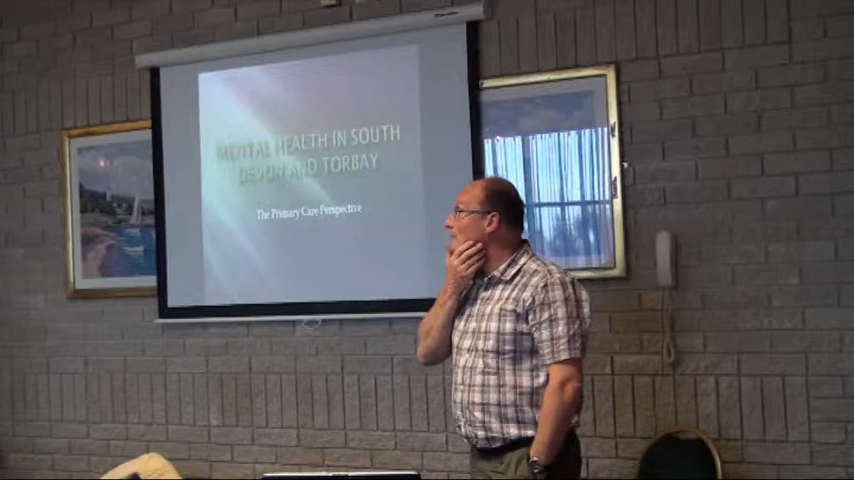 MENTAL HEALTH IN SOUTH
DEVON AND TORBAY
The Primary Care Perspective